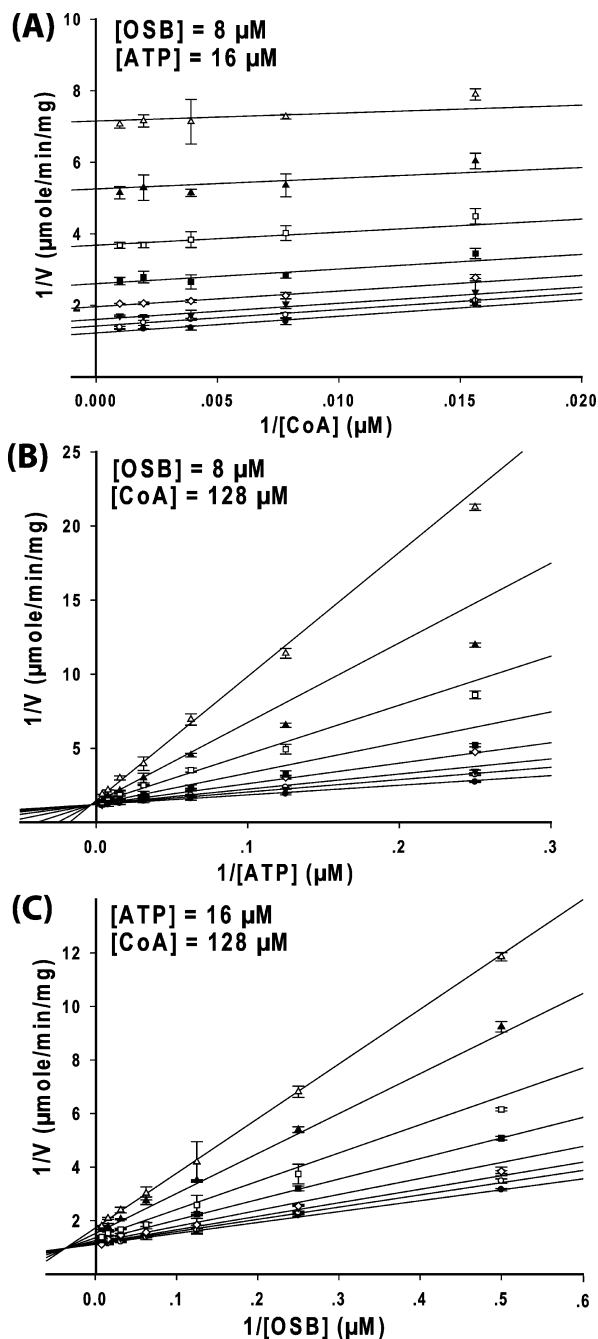 (A)
[OSB] = 8 µM
[ATP] = 16 µM
1/V (µmole/min/mg)
10
8
6
4
2
0.000 .005 .010 .015 .020
1/[CoA] (µM)
(B)
[OSB] = 8 µM
[CoA] = 128 µM
1/V (µmole/min/mg)
25
20
15
10
5
0.0 .1 .2 .3
1/[ATP] (µM)
(C)
[ATP] = 16 µM
[CoA] = 128 µM
1/V (µmole/min/mg)
12
10
8
6
4
2
0.0 .1 .2 .3 .4 .5 .6
1/[OSB] (µM)